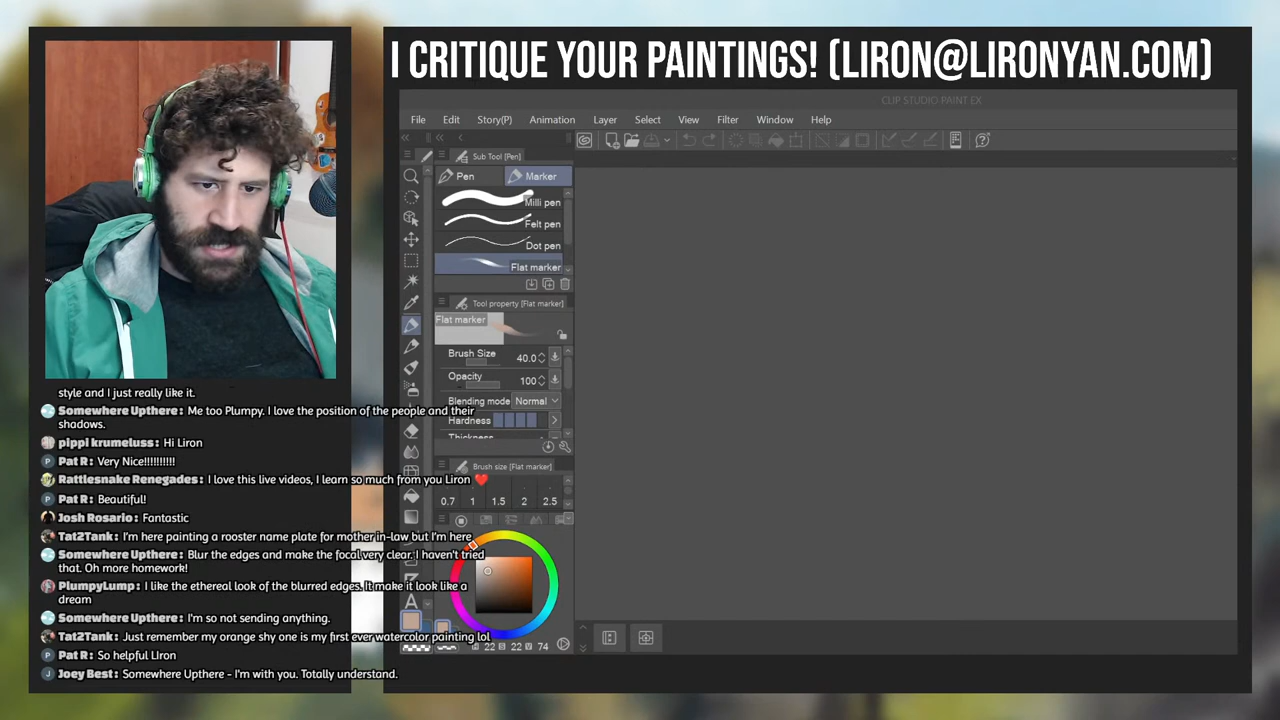 I CRITIQUE YOUR PAINTINGS! (LIRON@LIRONYAN.COM)
CLIP STUDIO PAINT EX
File Edit Story(P) Animation Layer Select View Filter Window Help
Sub Tool [Pen]
Pen Marker
Milli pen
Felt pen
Dot pen
Flat marker
Tool property [Flat marker]
Flat marker
Brush Size 40.0
Opacity 100
Blending mode Normal
Hardness
Thickness
Brush size [Flat marker]
0.7 1 1.5 2 2.5
A
22 S 22 V 74
style and I just really like it.
Somewhere Upthere: Me too Plumpy. I love the position of the people and their
shadows.
pippi krumeluss: Hi Liron
P Pat R: Very Nice!!!!!!!!!!
Rattlesnake Renegades: I love this live videos, I learn so much from you Liron ❤️
P Pat R: Beautiful!
Josh Rosario: Fantastic
Tat2Tank: I'm here painting a rooster name plate for mother in-law but I'm here
Somewhere Upthere: Blur the edges and make the focal very clear. I haven't tried
that. Oh more homework!
PlumpyLump: I like the ethereal look of the blurred edges. It make it look like a
dream
Somewhere Upthere: I'm so not sending anything.
Tat2Tank: Just remember my orange shy one is my first ever watercolor painting lol
P Pat R: So helpful LIron
J Joey Best: Somewhere Upthere - I'm with you. Totally understand.